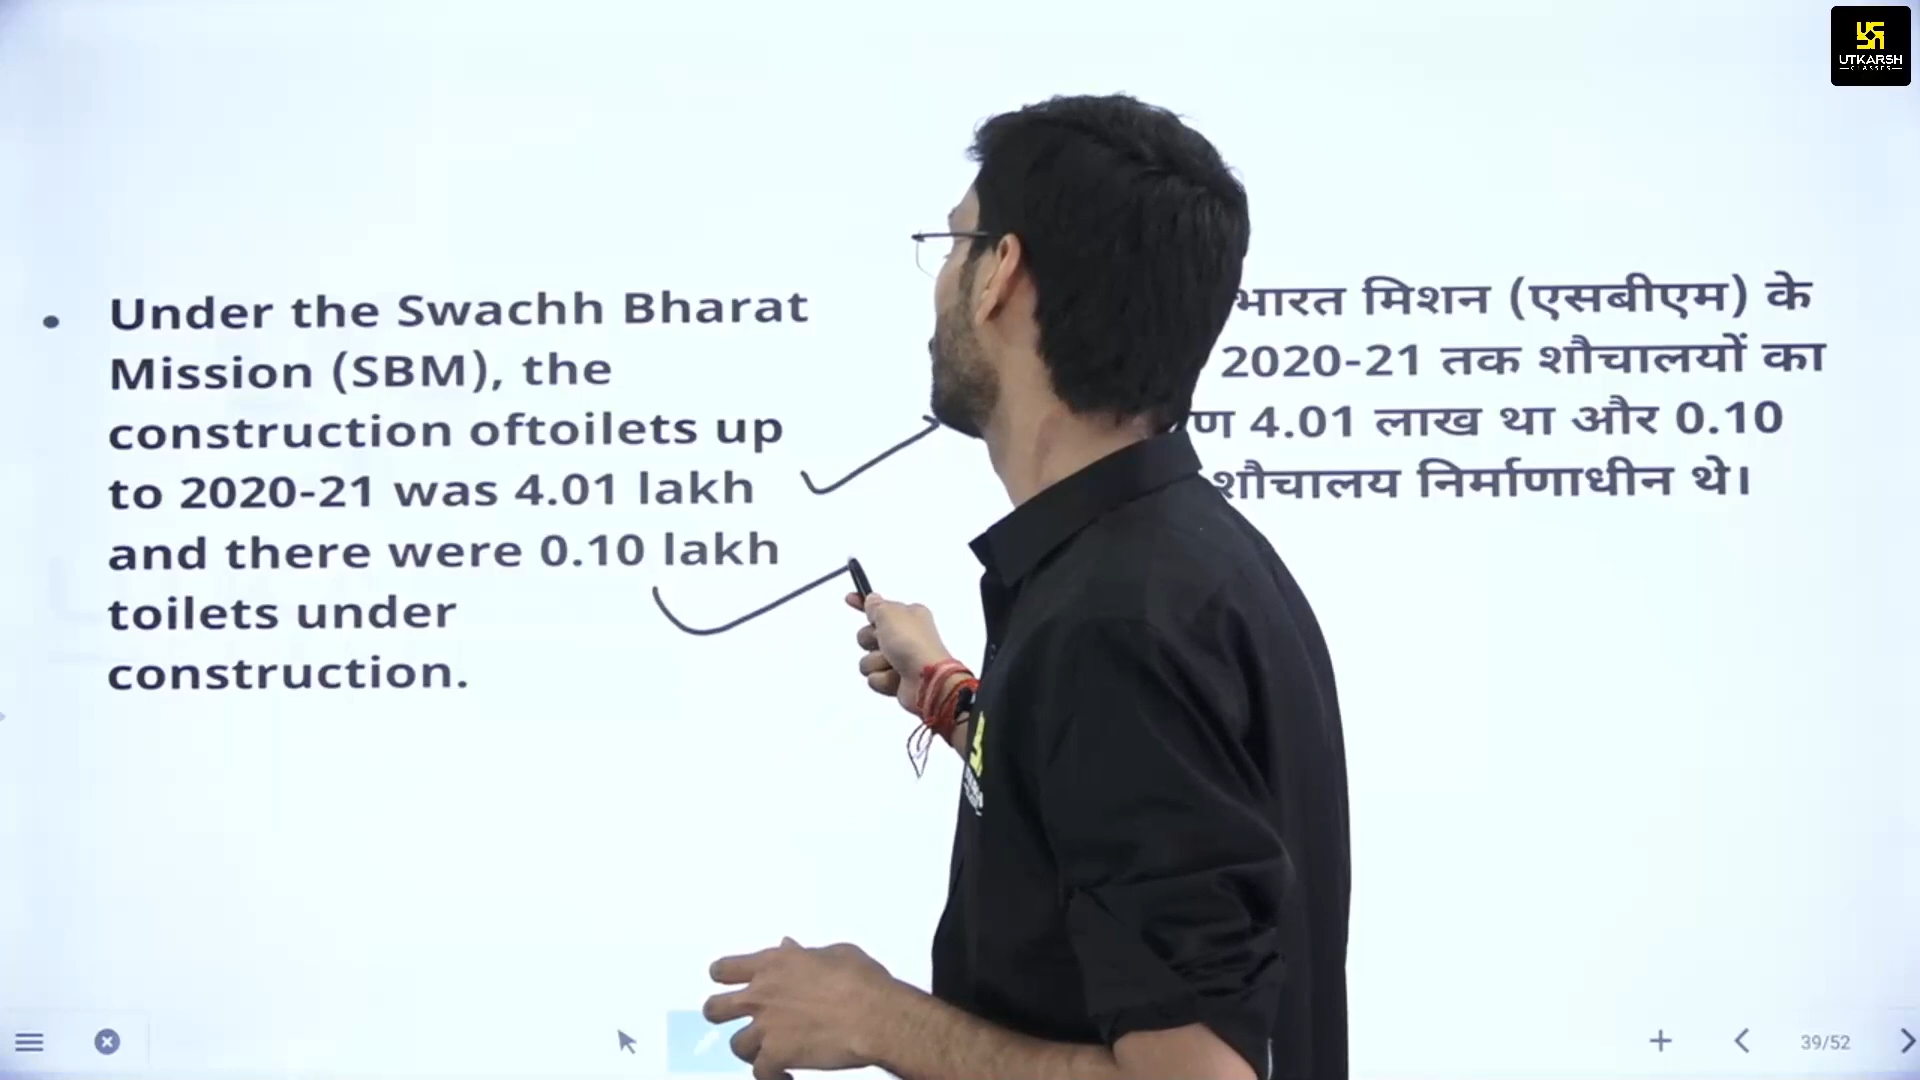 UTKARSH
CLASSES
Under the Swachh Bharat
Mission (SBM), the
construction oftoilets up
to 2020-21 was 4.01 lakh
and there were 0.10 lakh
toilets under
construction.
भारत मिशन (एसबीएम) के
2020-21 तक शौचालयों का
ण 4.01 लाख था और 0.10
शौचालय निर्माणाधीन थे।
39/52